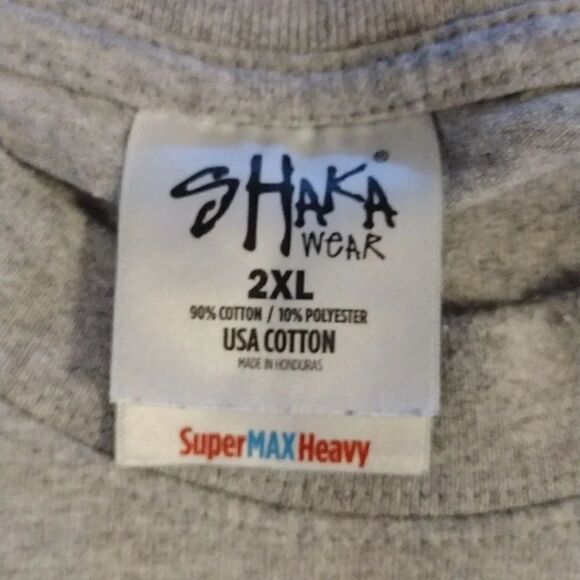 SHAKA®
WEAR
2XL
90% COTTON / 10% POLYESTER
USA COTTON
MADE IN HONDURAS
SuperMAXHeavy